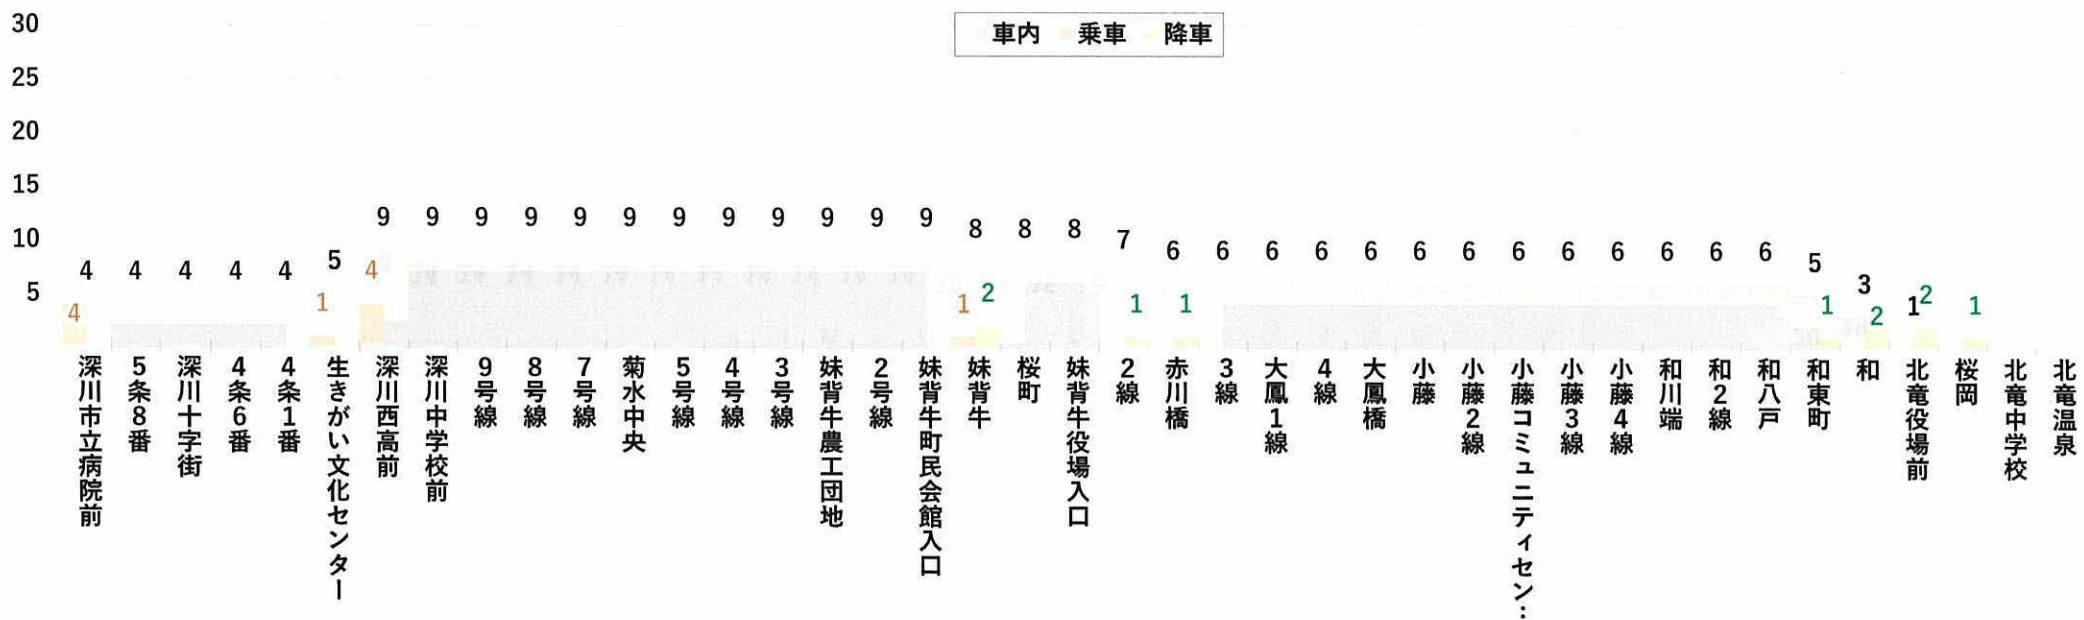 30
25
20
15
10
5
車内 乗車 降車
4 4 4 4 4 5 9 9 9 9 9 9 9 9 9 9 9 9 8 8 8 7 6 6 6 6 6 6 6 6 6 6 6 6 6 5 3 1
4 1 4 1
2 1 1 1 2 2 1
深川市立病院前
5条8番
深川十字街
4条6番
4条1番
生きがい文化センター
深川西高前
深川中学校前
9号線
8号線
7号線
菊水中央
5号線
4号線
3号線
妹背牛農工団地
2号線
妹背牛町民会館入口
妹背牛
桜町
妹背牛役場入口
2線
赤川橋
3線
大鳳1線
4線
大鳳橋
小藤
小藤2線
小藤コミュニティセン…
小藤3線
小藤4線
和川端
和2線
和八戸
和東町
和
北竜役場前
桜岡
北竜中学校
北竜温泉